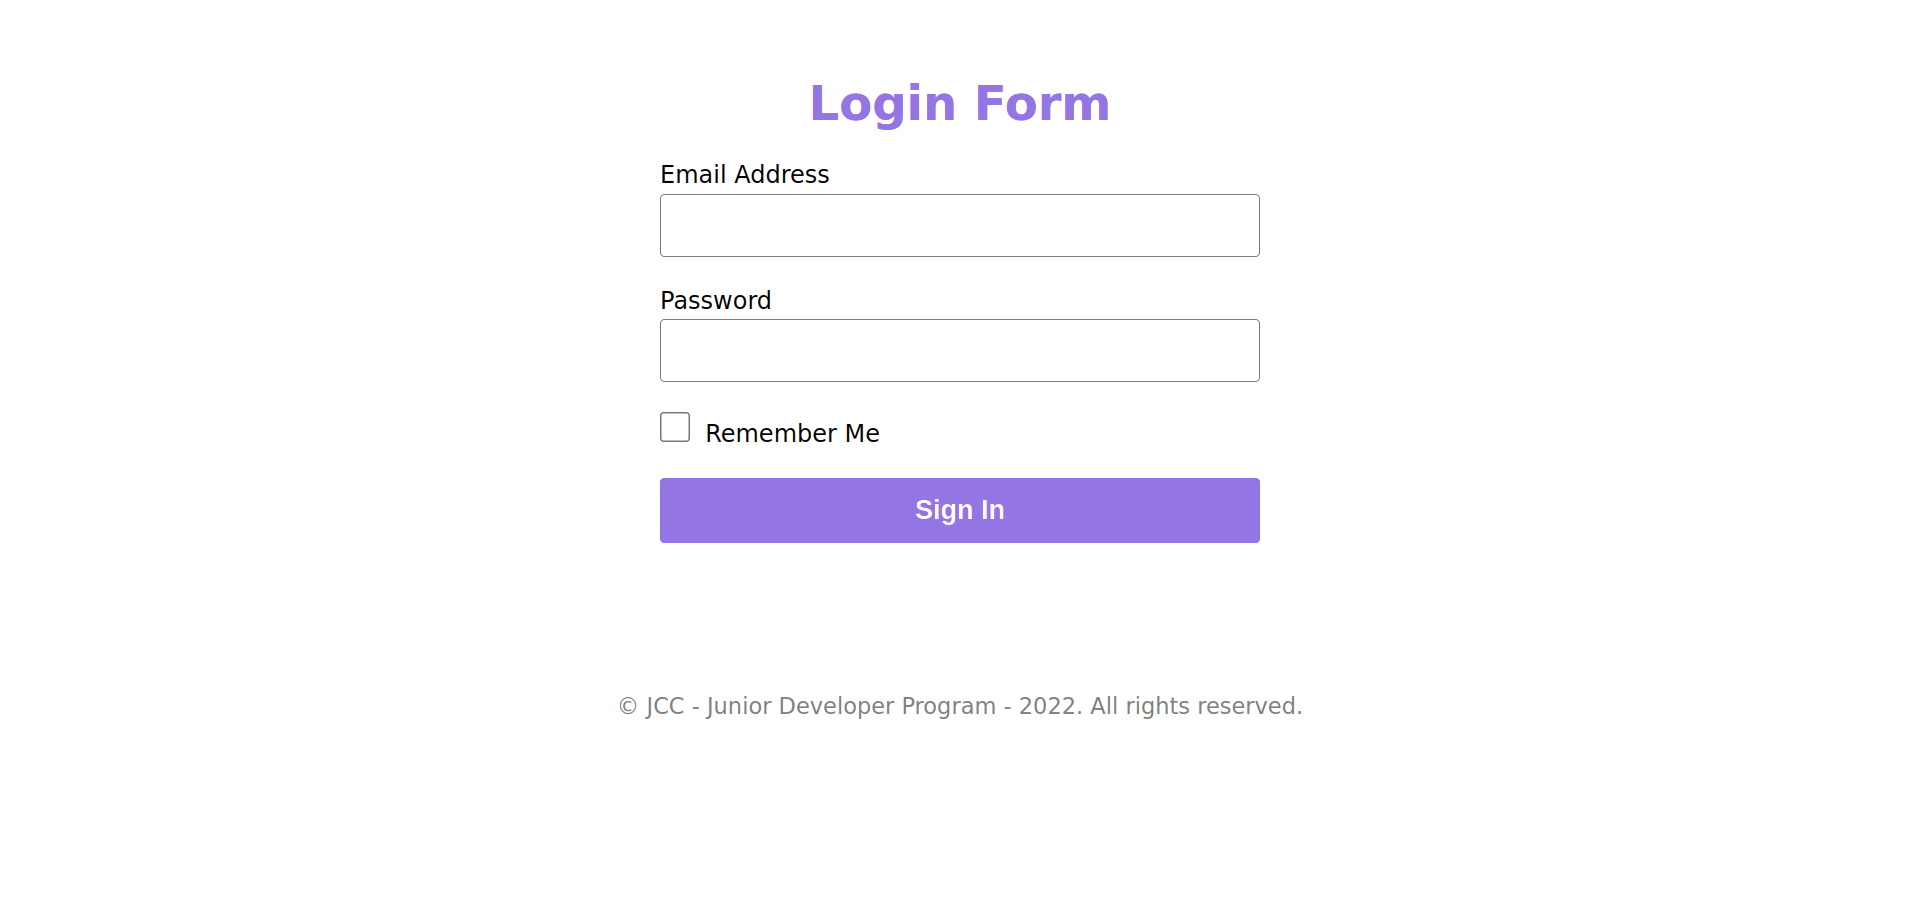 Login Form
Email Address
Password
Remember Me
Sign In
© JCC - Junior Developer Program - 2022. All rights reserved.